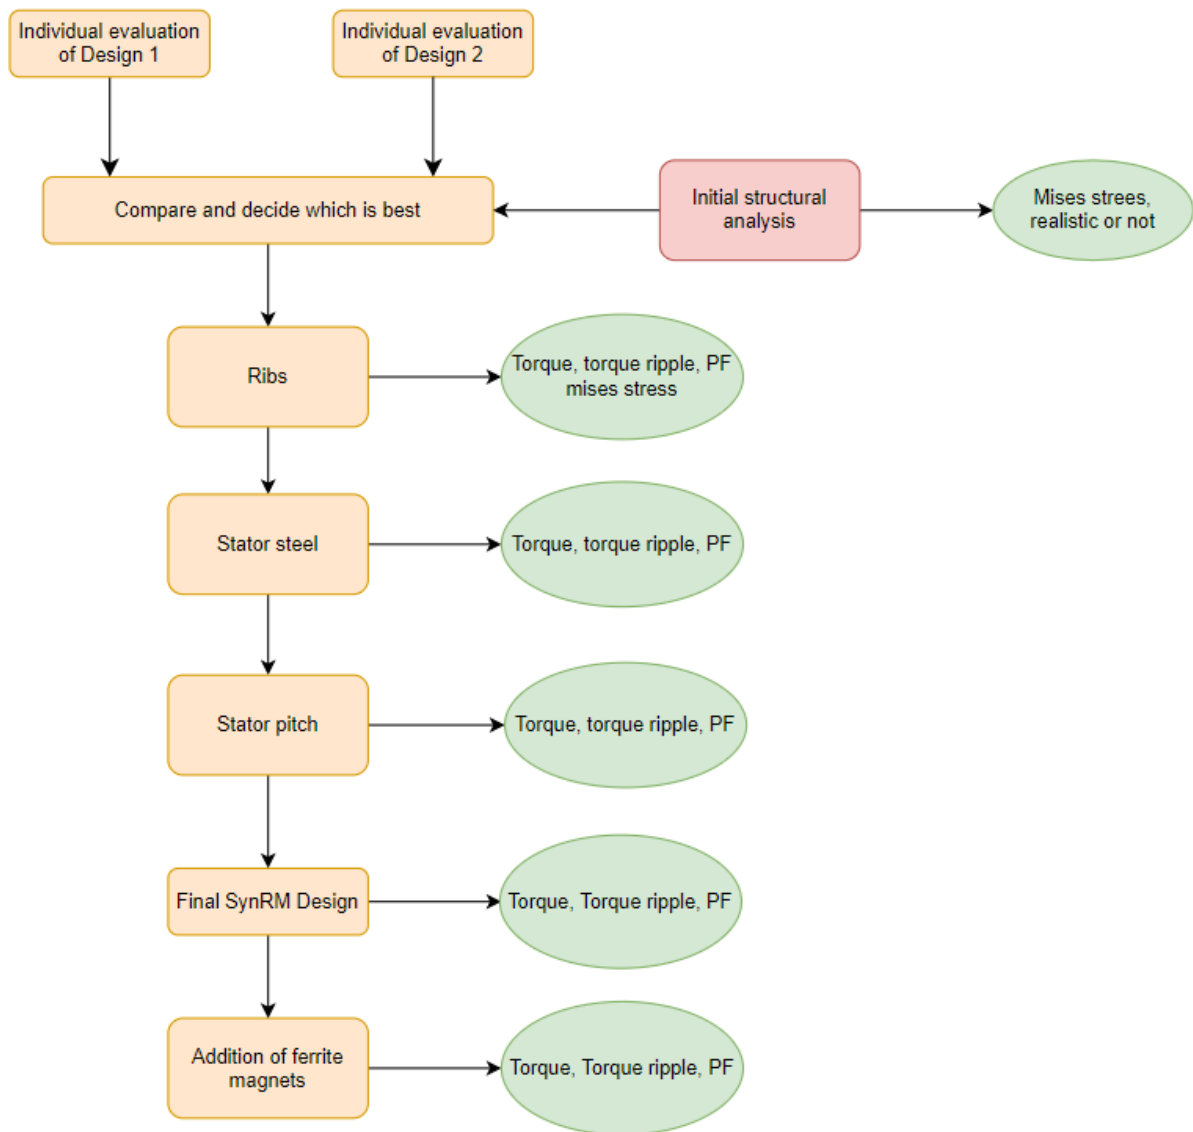 Individual evaluation
of Design 1
Individual evaluation
of Design 2
Compare and decide which is best
Initial structural
analysis
Mises strees,
realistic or not
Ribs
Torque, torque ripple, PF
mises stress
Stator steel
Torque, torque ripple, PF
Stator pitch
Torque, torque ripple, PF
Final SynRM Design
Torque, Torque ripple, PF
Addition of ferrite
magnets
Torque, Torque ripple, PF